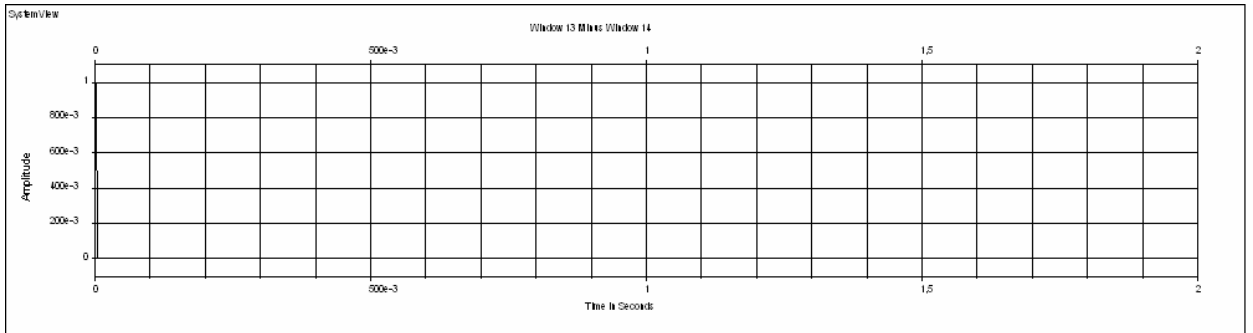 SystemView
Window 13 Minus Window 14
0 500e-3 1 1,5 2
1
800e-3
600e-3
400e-3
200e-3
0
Amplitude
0 500e-3 1 1,5 2
Time in Seconds